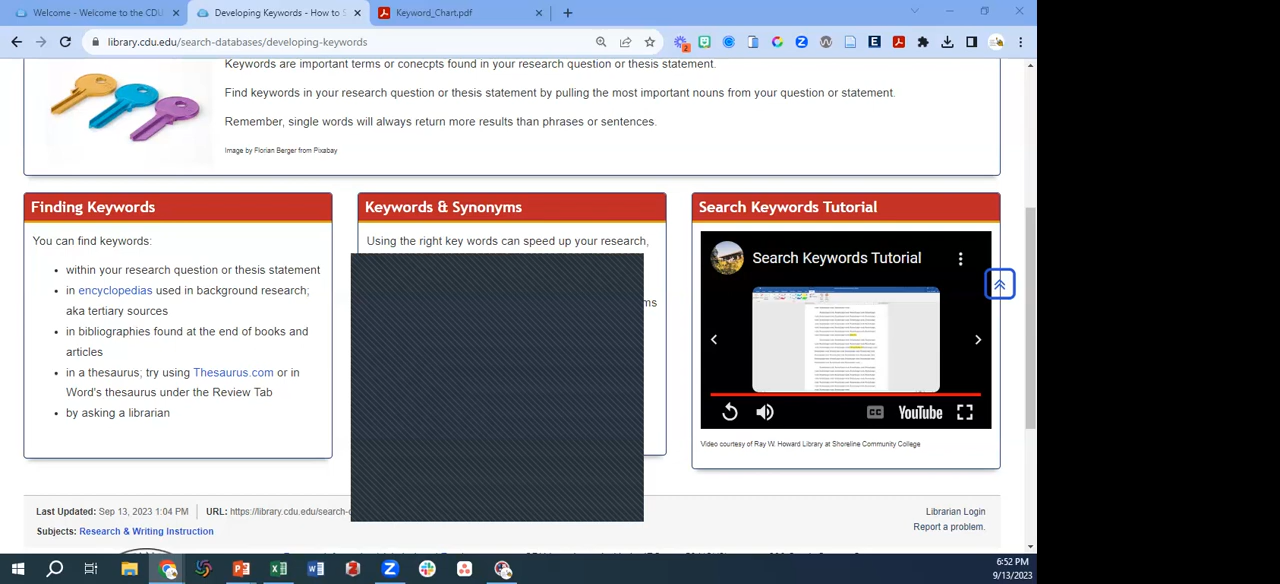 Welcome - Welcome to the CDU
Developing Keywords - How to S
Keyword_Chart.pdf
library.cdu.edu/search-databases/developing-keywords
Keywords are important terms or conecpts found in your research question or thesis statement.
Find keywords in your research question or thesis statement by pulling the most important nouns from your question or statement.
Remember, single words will always return more results than phrases or sentences.
Image by Florian Berger from Pixabay
Finding Keywords
You can find keywords:
• within your research question or thesis statement
• in encyclopedias used in background research;
aka tertiary sources
• in bibliographies found at the end of books and
articles
• in a thesaurus, try using Thesaurus.com or in
Word's thesaurus under the Review Tab
• by asking a librarian
Keywords & Synonyms
Using the right key words can speed up your research,
ms
Search Keywords Tutorial
Search Keywords Tutorial
CC YouTube
Video courtesy of Ray W. Howard Library at Shoreline Community College
Last Updated: Sep 13, 2023 1:04 PM
URL: https://library.cdu.edu/search-
Subjects: Research & Writing Instruction
Librarian Login
Report a problem.
6:52 PM
9/13/2023